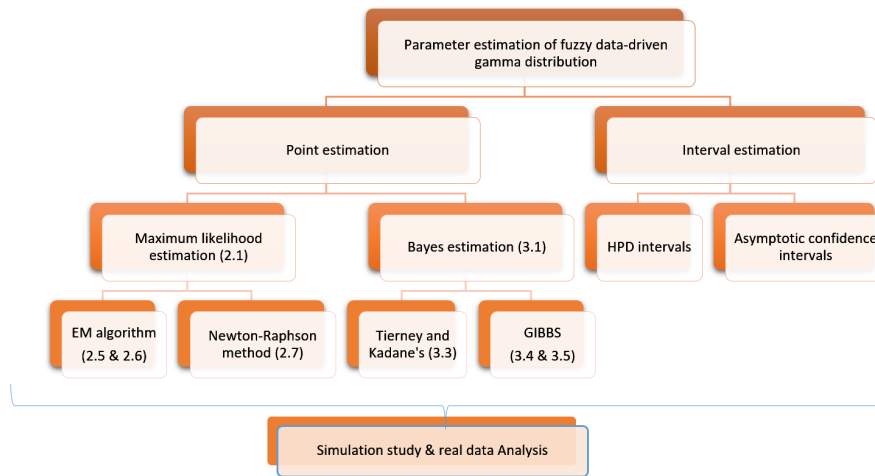 Parameter estimation of fuzzy data-driven
gamma distribution
Point estimation
Interval estimation
Maximum likelihood
estimation (2.1)
Bayes estimation (3.1)
HPD intervals
Asymptotic confidence
intervals
EM algorithm
(2.5 & 2.6)
Newton-Raphson
method (2.7)
Tierney and
Kadane's (3.3)
GIBBS
(3.4 & 3.5)
Simulation study & real data Analysis